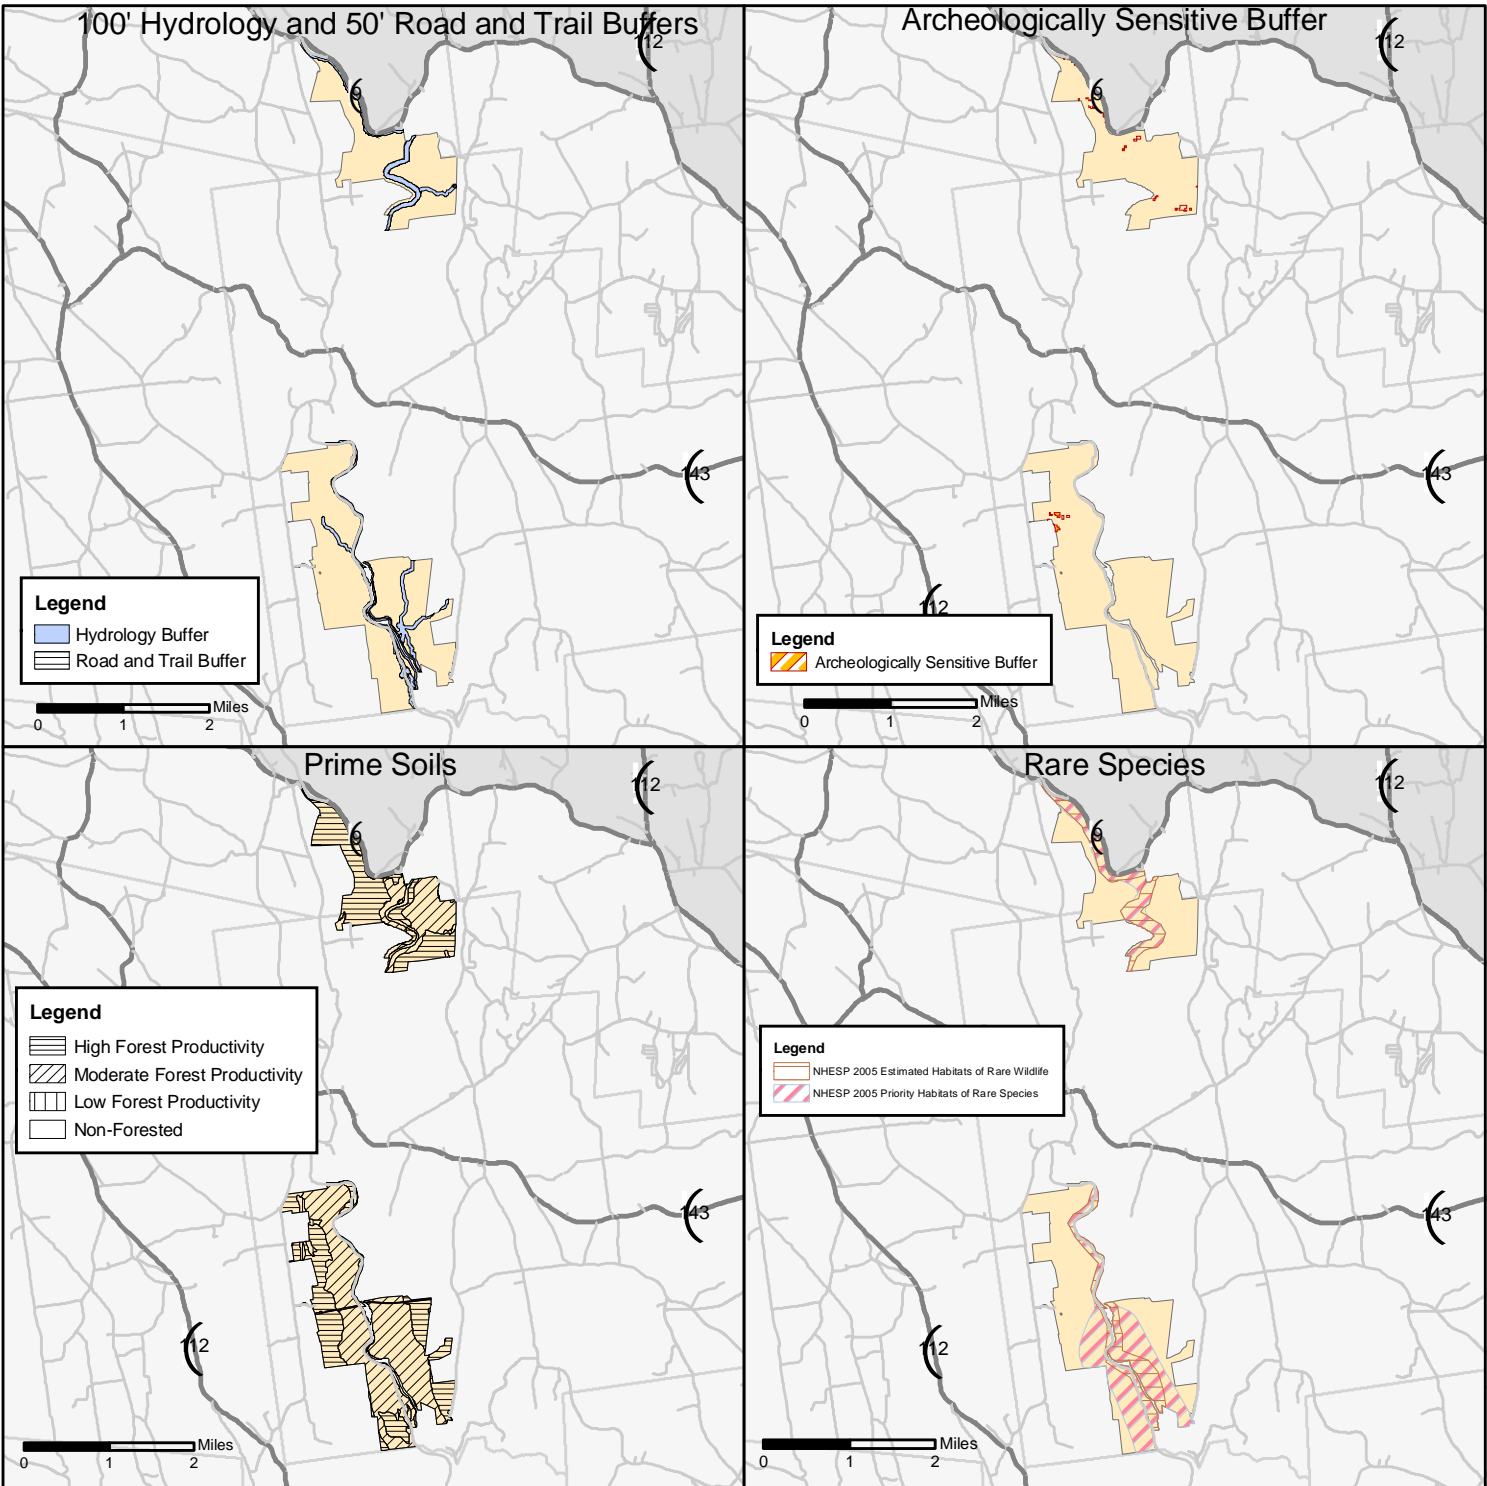 100' Hydrology and 50' Road and Trail Buffers
112
9
143
Legend
Hydrology Buffer
Road and Trail Buffer
Miles
0 1 2
Archeologically Sensitive Buffer
112
9
143
112
Legend
Archeologically Sensitive Buffer
Miles
0 1 2
Prime Soils
112
9
Legend
High Forest Productivity
Moderate Forest Productivity
Low Forest Productivity
Non-Forested
143
112
Miles
0 1 2
Rare Species
112
9
Legend
NHESP 2005 Estimated Habitats of Rare Wildlife
NHESP 2005 Priority Habitats of Rare Species
143
112
Miles
0 1 2